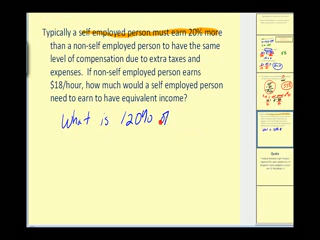 Typically a self employed person must earn 20% more
than a non-self employed person to have the same
level of compensation due to extra taxes and
expenses. If non-self employed person earns
$18/hour, how much would a self employed person
need to earn to have equivalent income?
What is 120%